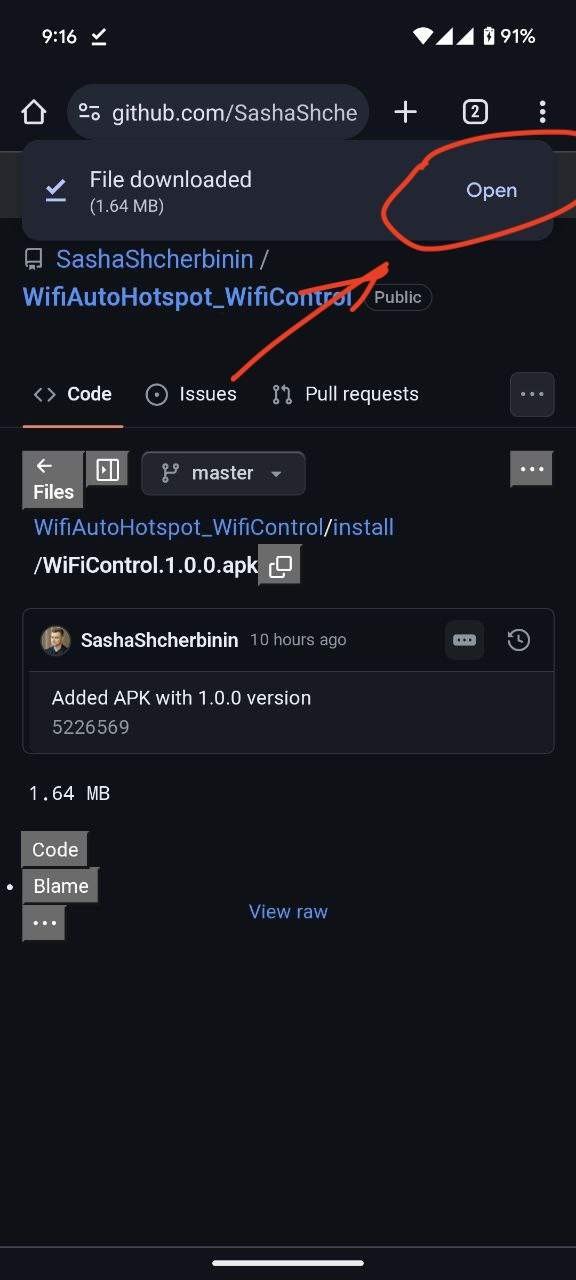 9:16 91%
github.com/SashaShche 2
File downloaded
(1.64 MB)
Open
SashaShcherbinin /
WifiAutoHotspot_WifiControl Public
Code Issues Pull requests
Files master
WifiAutoHotspot_WifiControl/install
/WiFiControl.1.0.0.apk
SashaShcherbinin 10 hours ago
Added APK with 1.0.0 version
5226569
1.64 MB
Code
Blame
View raw